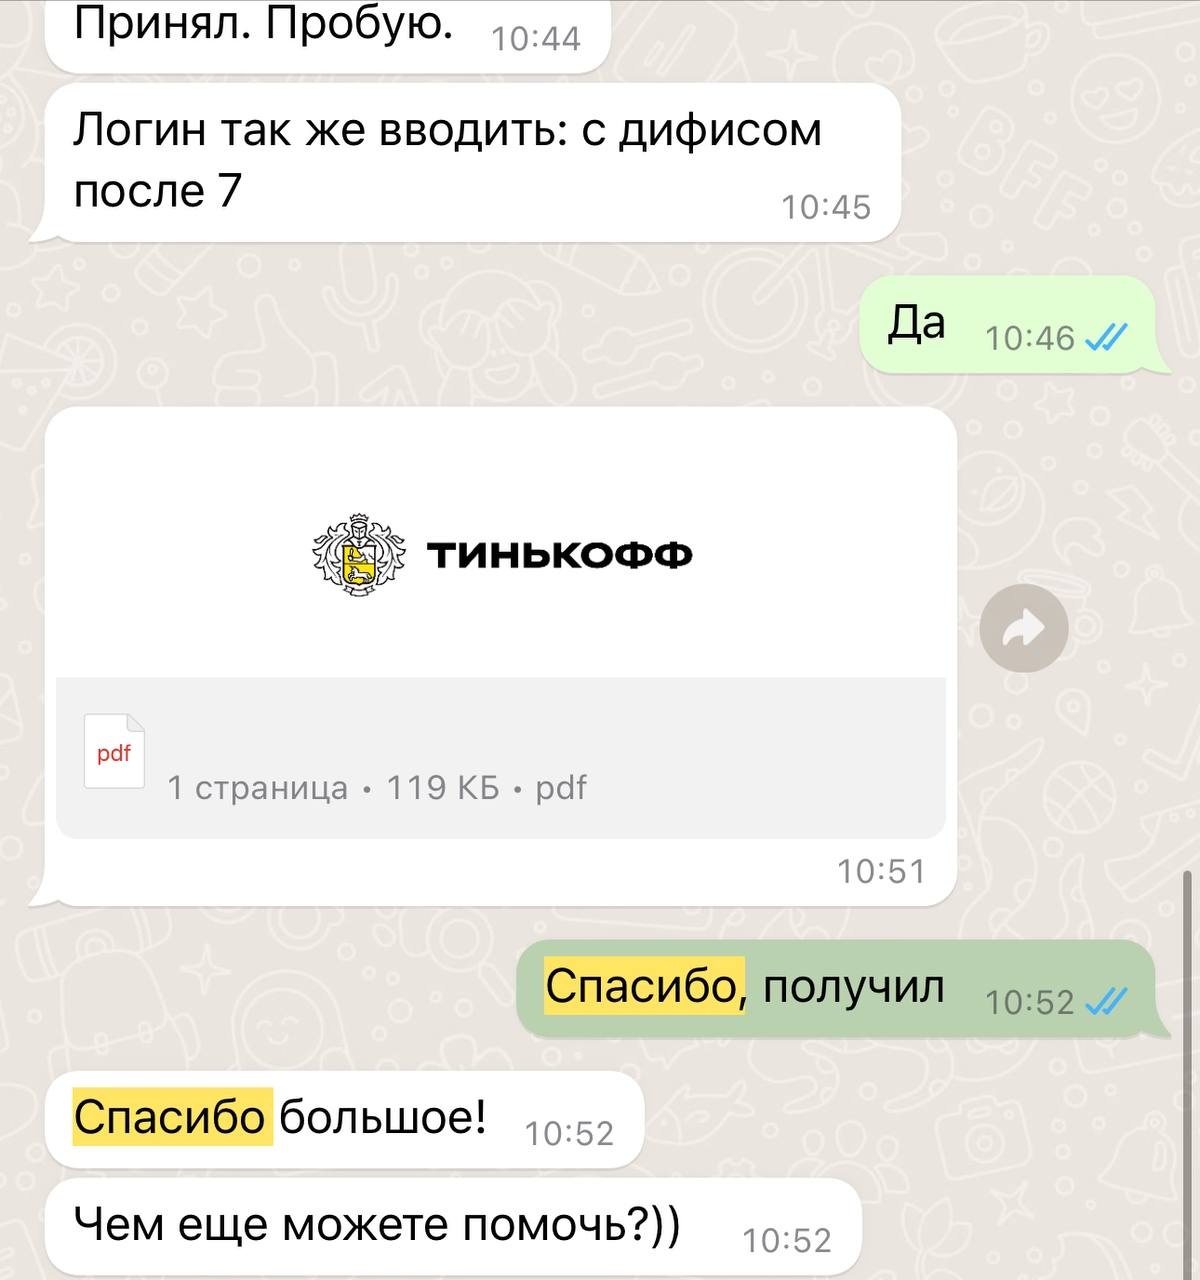 Принял. Пробую. 10:44
Логин так же вводить: с дифисом
после 7
10:45
Да 10:46
ТИНЬКОФФ
pdf
1 страница • 119 КБ • pdf
10:51
Спасибо, получил 10:52
Спасибо большое! 10:52
Чем еще можете помочь?)) 10:52